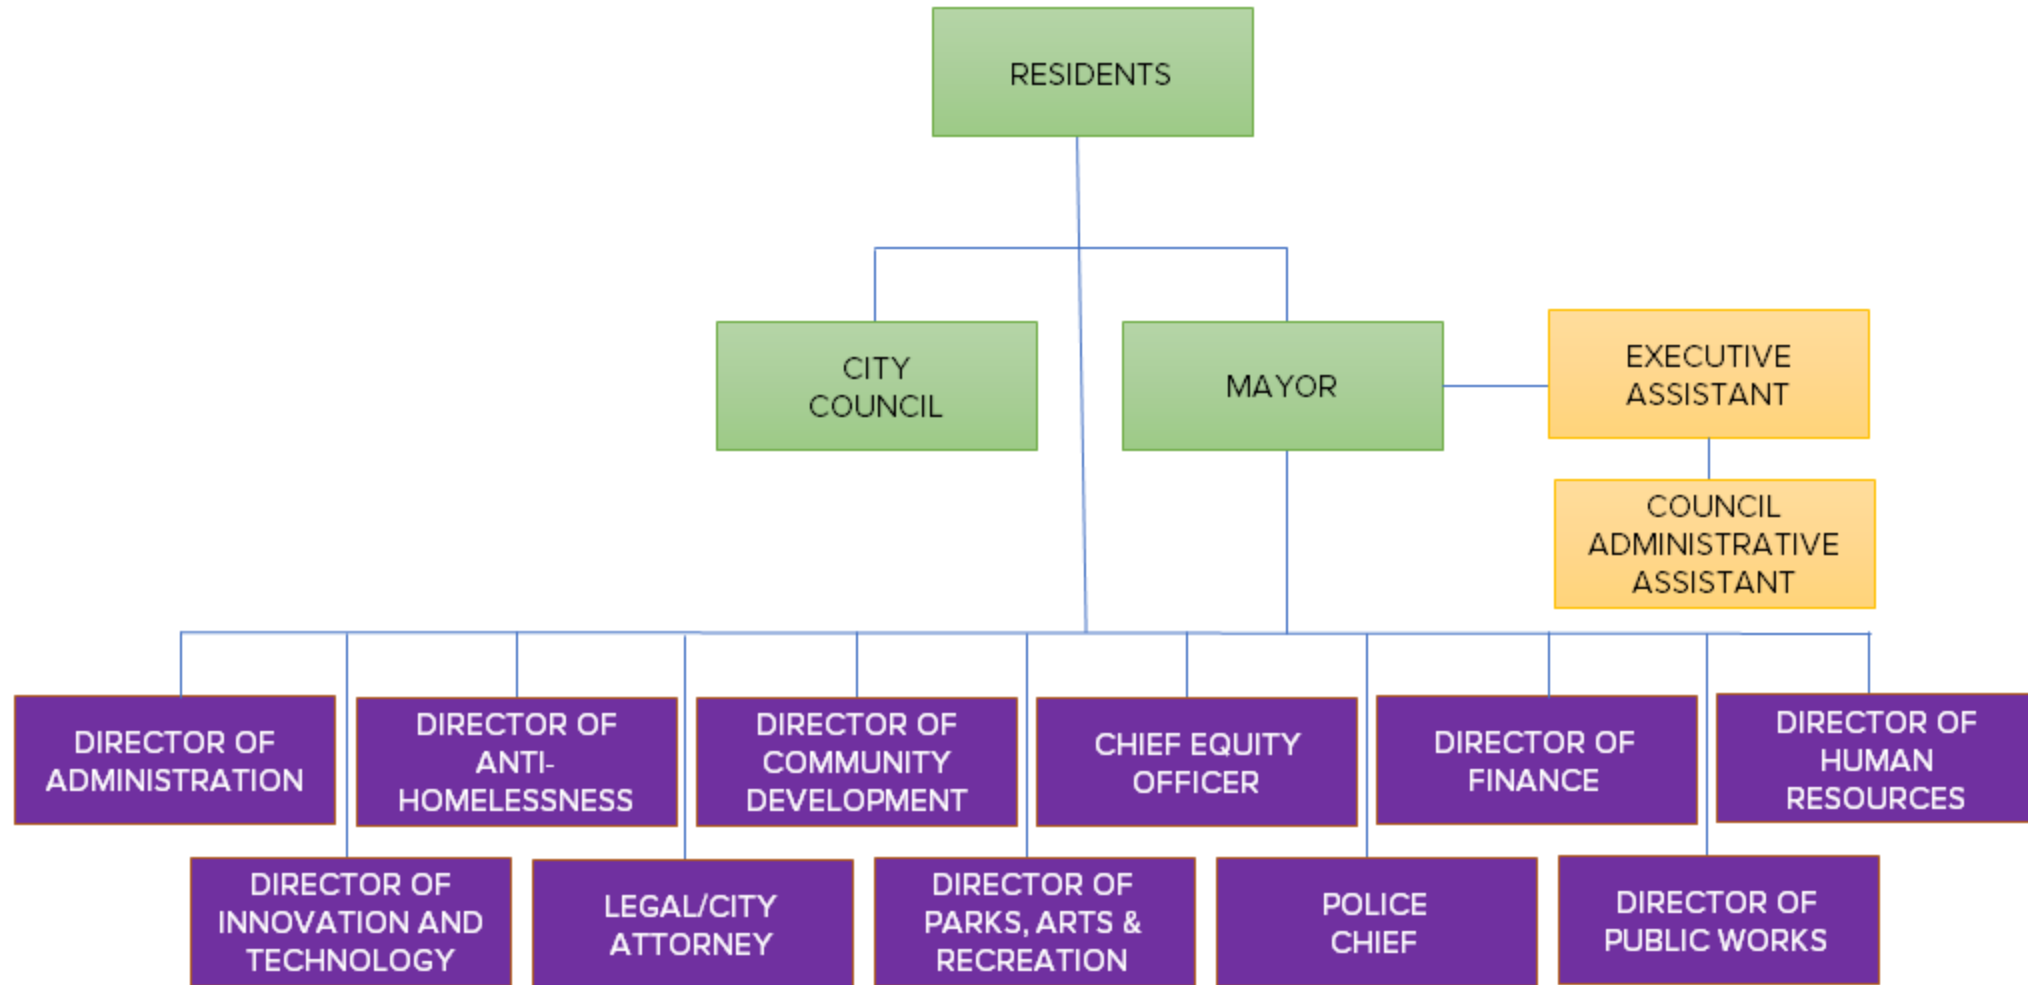 RESIDENTS
CITY
COUNCIL
MAYOR
EXECUTIVE
ASSISTANT
COUNCIL
ADMINISTRATIVE
ASSISTANT
DIRECTOR OF
ADMINISTRATION
DIRECTOR OF
ANTI-
HOMELESSNESS
DIRECTOR OF
COMMUNITY
DEVELOPMENT
CHIEF EQUITY
OFFICER
DIRECTOR OF
FINANCE
DIRECTOR OF
HUMAN
RESOURCES
DIRECTOR OF
INNOVATION AND
TECHNOLOGY
LEGAL/CITY
ATTORNEY
DIRECTOR OF
PARKS, ARTS &
RECREATION
POLICE
CHIEF
DIRECTOR OF
PUBLIC WORKS